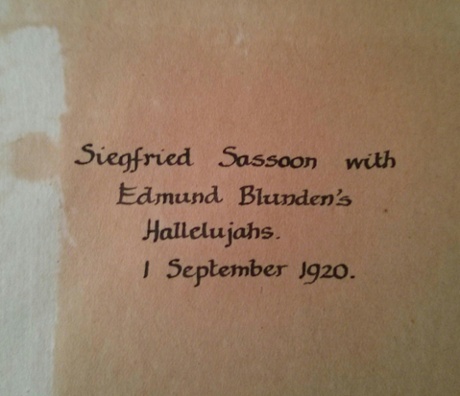 Siegfried Sassoon with
Edmund Blunden's
Hallelujahs.
1 September 1920.